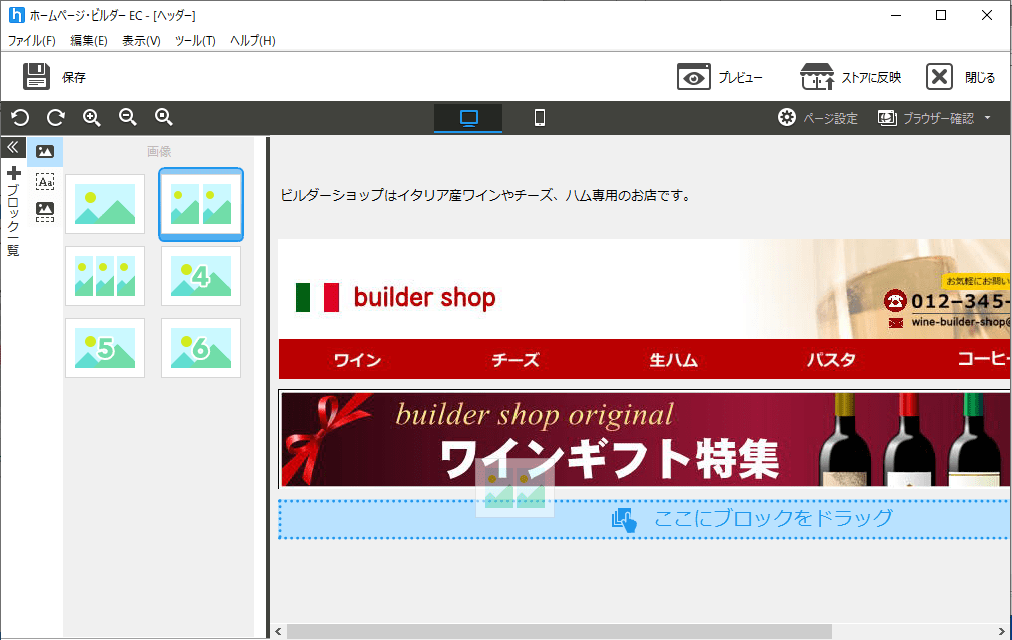 ホームページ・ビルダー EC - [ヘッダー]
ファイル(F) 編集(E) 表示(V) ツール(T) ヘルプ(H)
保存 プレビュー ストアに反映 閉じる
ページ設定 ブラウザー確認
ブロック一覧
画像
Aa
4
5 6
ビルダーショップはイタリア産ワインやチーズ、ハム専用のお店です。
お気軽にお問い
builder shop
012-345-
wine-builder-shop@
ワイン チーズ 生ハム パスタ コーヒー
builder shop original
ワインギフト特集
ここにブロックをドラッグ